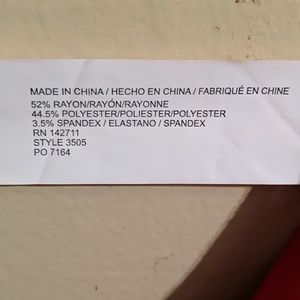 MADE IN CHINA / HECHO EN CHINA / FABRIQUÉ EN CHINE
52% RAYON/RAYÓN/RAYONNE
44.5% POLYESTER/POLIESTER/POLYESTER
3.5% SPANDEX / ELASTANO / SPANDEX
RN 142711
STYLE 3505
PO 7164